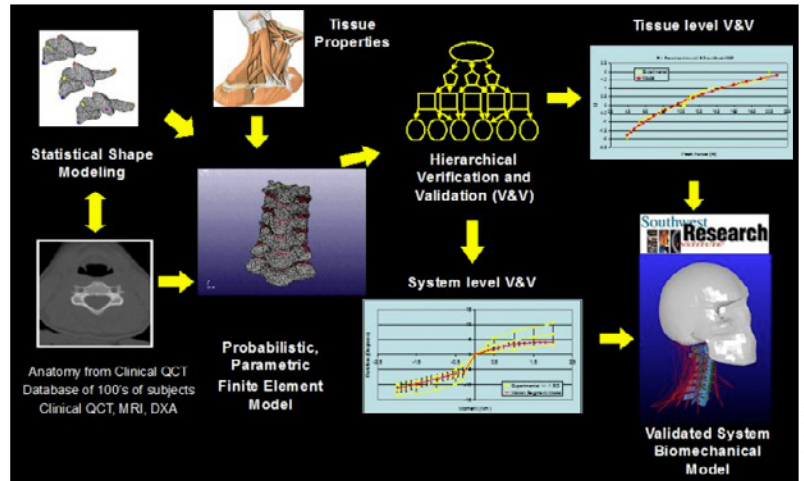 Tissue
Properties
Tissue level V&V
Statistical Shape
Modeling
Hierarchical
Verification and
Validation (V&V)
Southwest
Research
System level V&V
Anatomy from Clinical QCT
Database of 100's of subjects
Clinical QCT, MRI, DXA
Probabilistic,
Parametric
Finite Element
Model
Experimental
Validated System
Biomechanical
Model